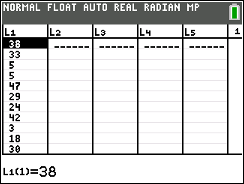 NORMAL FLOAT AUTO REAL RADIAN MP
L1 L2 L3 L4 L5 1
38 ------ ------ ------ ------
33
5
5
47
29
24
42
3
18
30
L1(1)=38